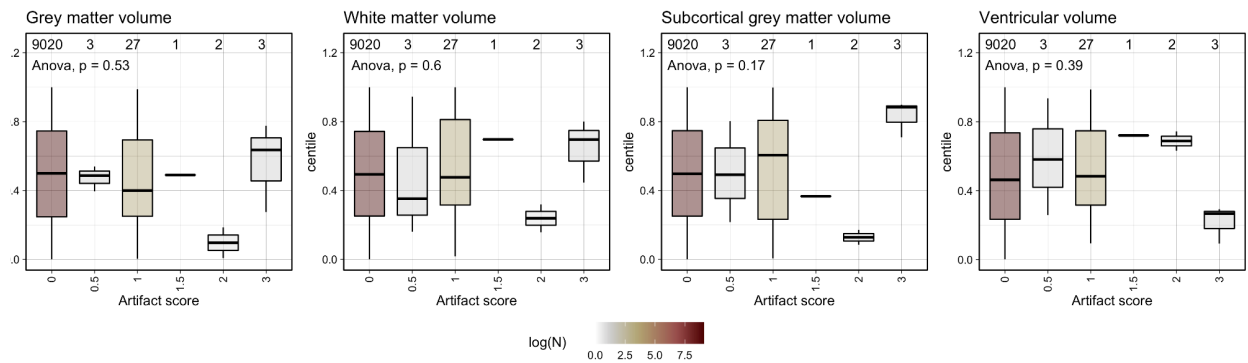 Grey matter volume
9020 3 27 1 2 3
Anova, p = 0.53
.2
.8
.4
.0
0 0.5 1 1.5 2 3
Artifact score
White matter volume
9020 3 27 1 2 3
Anova, p = 0.6
1.2
0.8
0.4
0.0
centile
0 0.5 1 1.5 2 3
Artifact score
Subcortical grey matter volume
9020 3 27 1 2 3
Anova, p = 0.17
1.2
0.8
0.4
0.0
centile
0 0.5 1 1.5 2 3
Artifact score
Ventricular volume
9020 3 27 1 2 3
Anova, p = 0.39
1.2
0.8
0.4
0.0
centile
0 0.5 1 1.5 2 3
Artifact score
log(N)
0.0 2.5 5.0 7.5